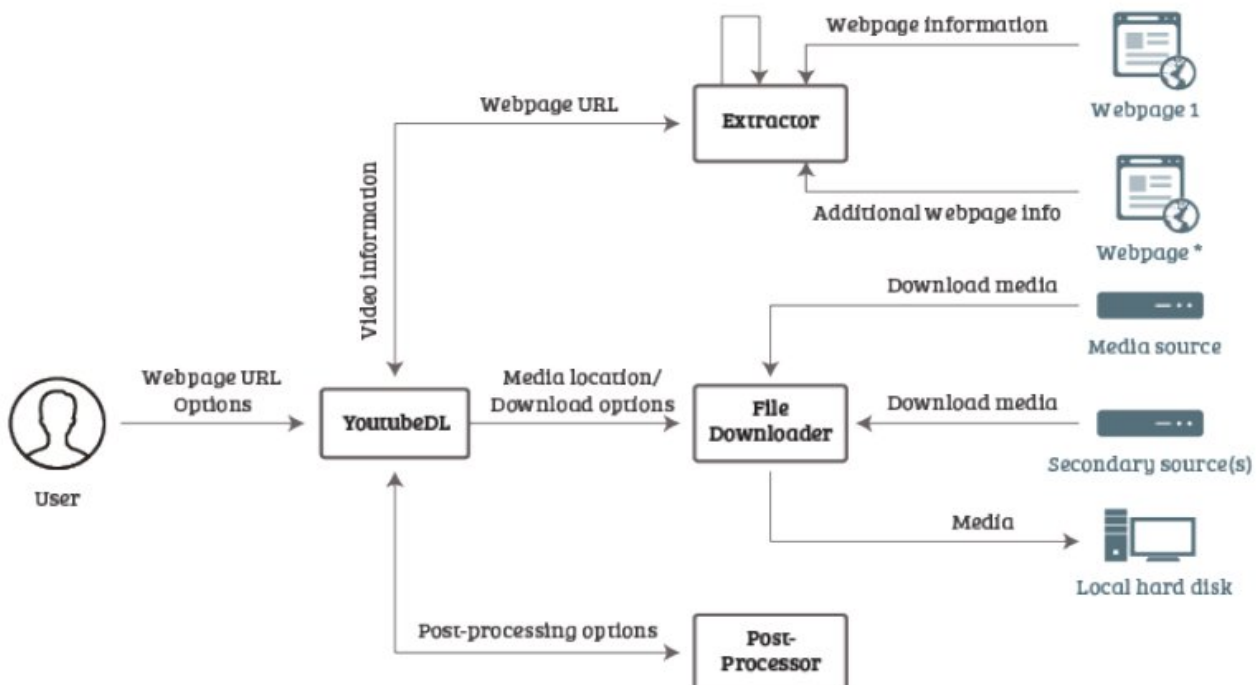 Webpage information
Webpage 1
Webpage URL
Extractor
Additional webpage info
Webpage *
Video information
Download media
Media source
Webpage URL
Options
Media location/
Download options
YoutubeDL
File
Downloader
Download media
Secondary source(s)
User
Media
Local hard disk
Post-processing options
Post-
Processor